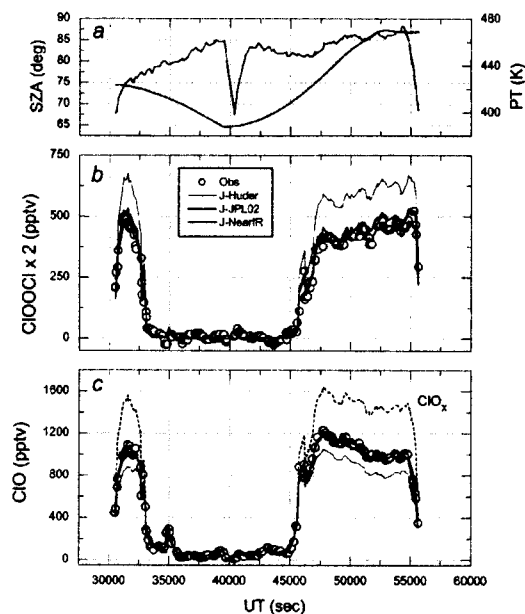 a
90
85
80
75
70
65
SZA (deg)
480
460
440
420
400
PT (K)
b
750
500
250
0
ClOOCl x 2 (pptv)
Obs
J-Huder
J-JPL02
J-NearIR
c
1600
1200
800
400
0
ClO (pptv)
ClOx
30000 35000 40000 45000 50000 55000 60000
UT (sec)